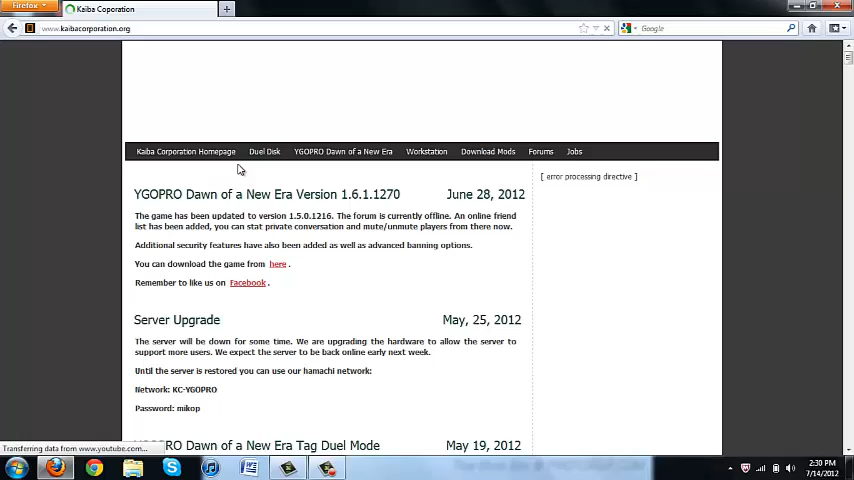 Firefox
Kaiba Coporation
www.kaibacorporation.org
Google
Kaiba Corporation Homepage Duel Disk YGOPRO Dawn of a New Era Workstation Download Mods Forums Jobs
[ error processing directive ]
YGOPRO Dawn of a New Era Version 1.6.1.1270 June 28, 2012
The game has been updated to version 1.5.0.1216. The forum is currently offline. An online friend
list has been added, you can stat private conversation and mute/unmute players from there now.
Additional security features have also been added as well as advanced banning options.
You can download the game from here .
Remember to like us on Facebook .
Server Upgrade May, 25, 2012
The server will be down for some time. We are upgrading the hardware to allow the server to
support more users. We expect the server to be back online early next week.
Until the server is restored you can use our hamachi network:
Network: KC-YGOPRO
Password: mikop
PRO Dawn of a New Era Tag Duel Mode May 19, 2012
Transferring data from www.youtube.com...
2:30 PM
7/14/2012